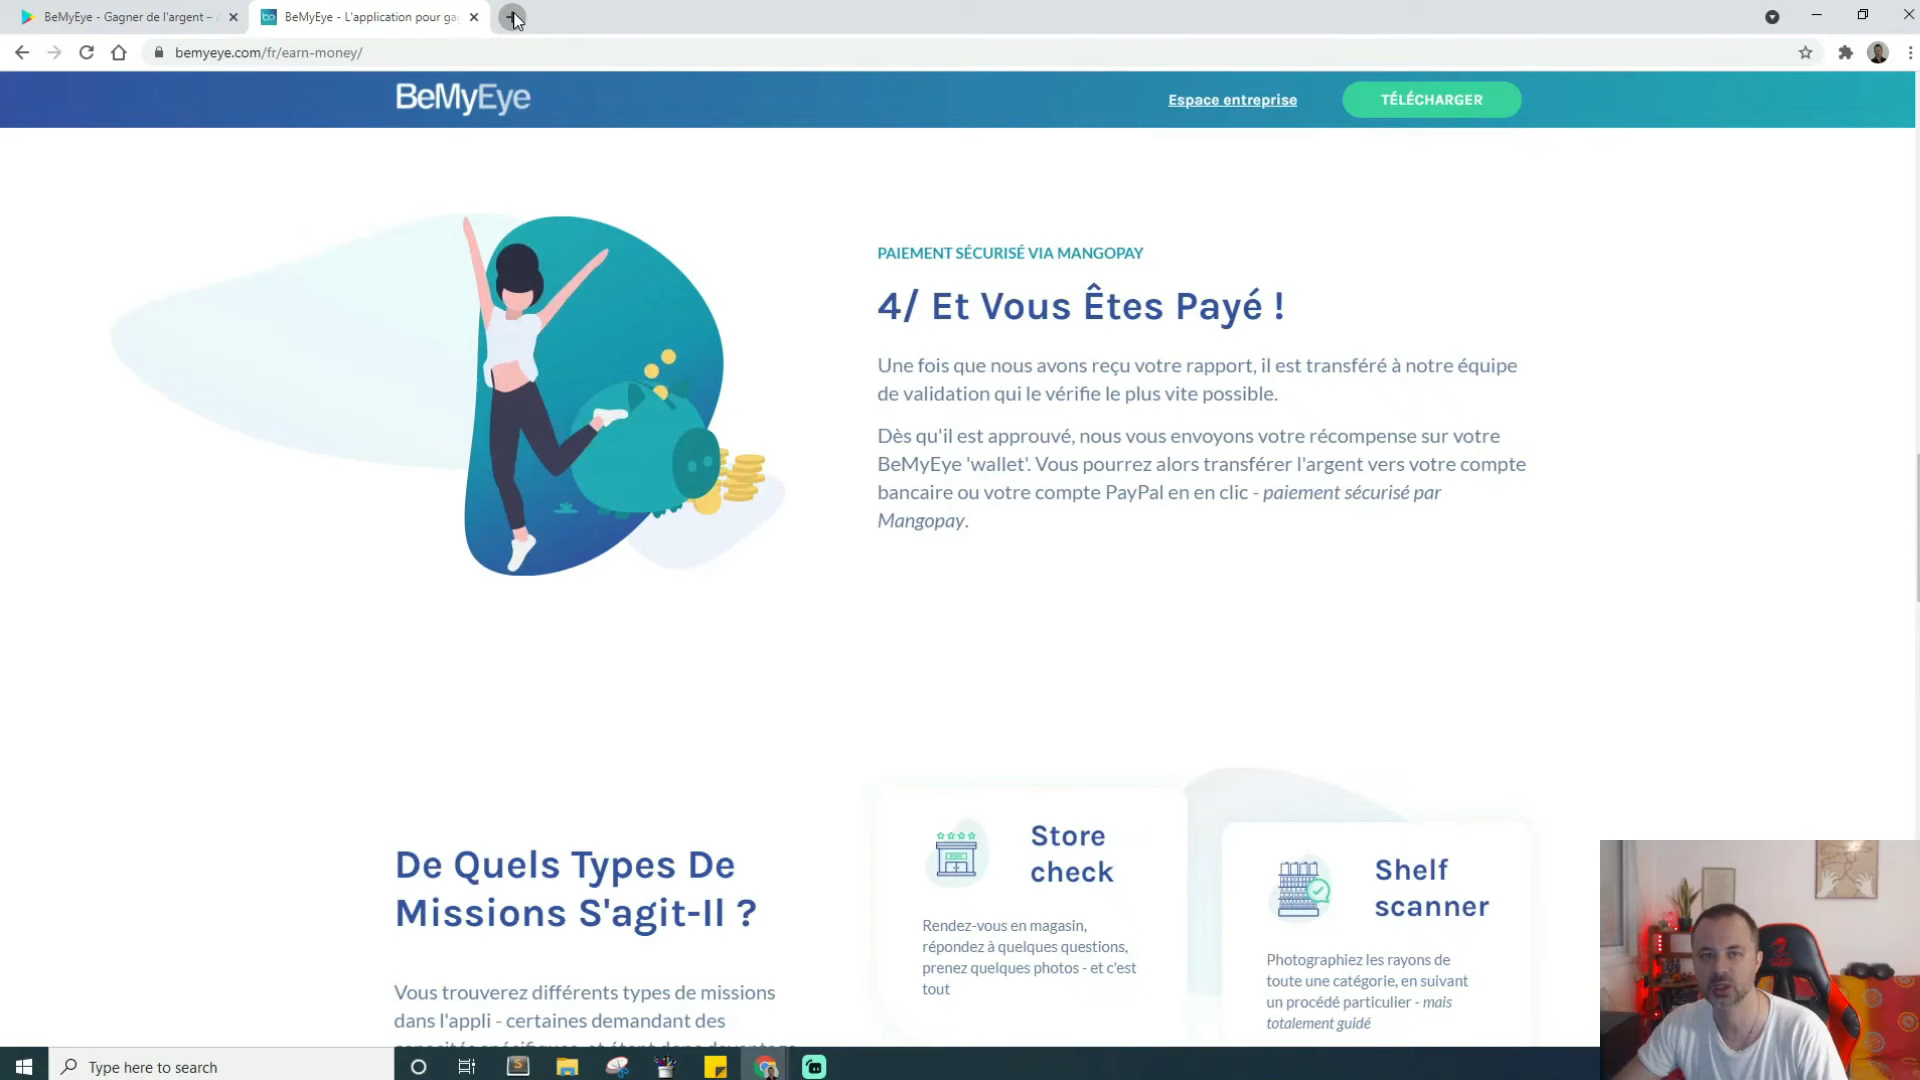 BeMyEye - Gagner de l'argent –
BeMyEye - L'application pour ga
bemyeye.com/fr/earn-money/
BeMyEye
Espace entreprise
TÉLÉCHARGER
PAIEMENT SÉCURISÉ VIA MANGOPAY
4/ Et Vous Êtes Payé !
Une fois que nous avons reçu votre rapport, il est transféré à notre équipe
de validation qui le vérifie le plus vite possible.
Dès qu'il est approuvé, nous vous envoyons votre récompense sur votre
BeMyEye 'wallet'. Vous pourrez alors transférer l'argent vers votre compte
bancaire ou votre compte PayPal en en clic - paiement sécurisé par
Mangopay.
De Quels Types De
Missions S'agit-Il ?
Vous trouverez différents types de missions
dans l'appli - certaines demandant des
Store
check
Rendez-vous en magasin,
répondez à quelques questions,
prenez quelques photos - et c'est
tout
Shelf
scanner
Photographiez les rayons de
toute une catégorie, en suivant
un procédé particulier - mais
totalement guidé
Type here to search